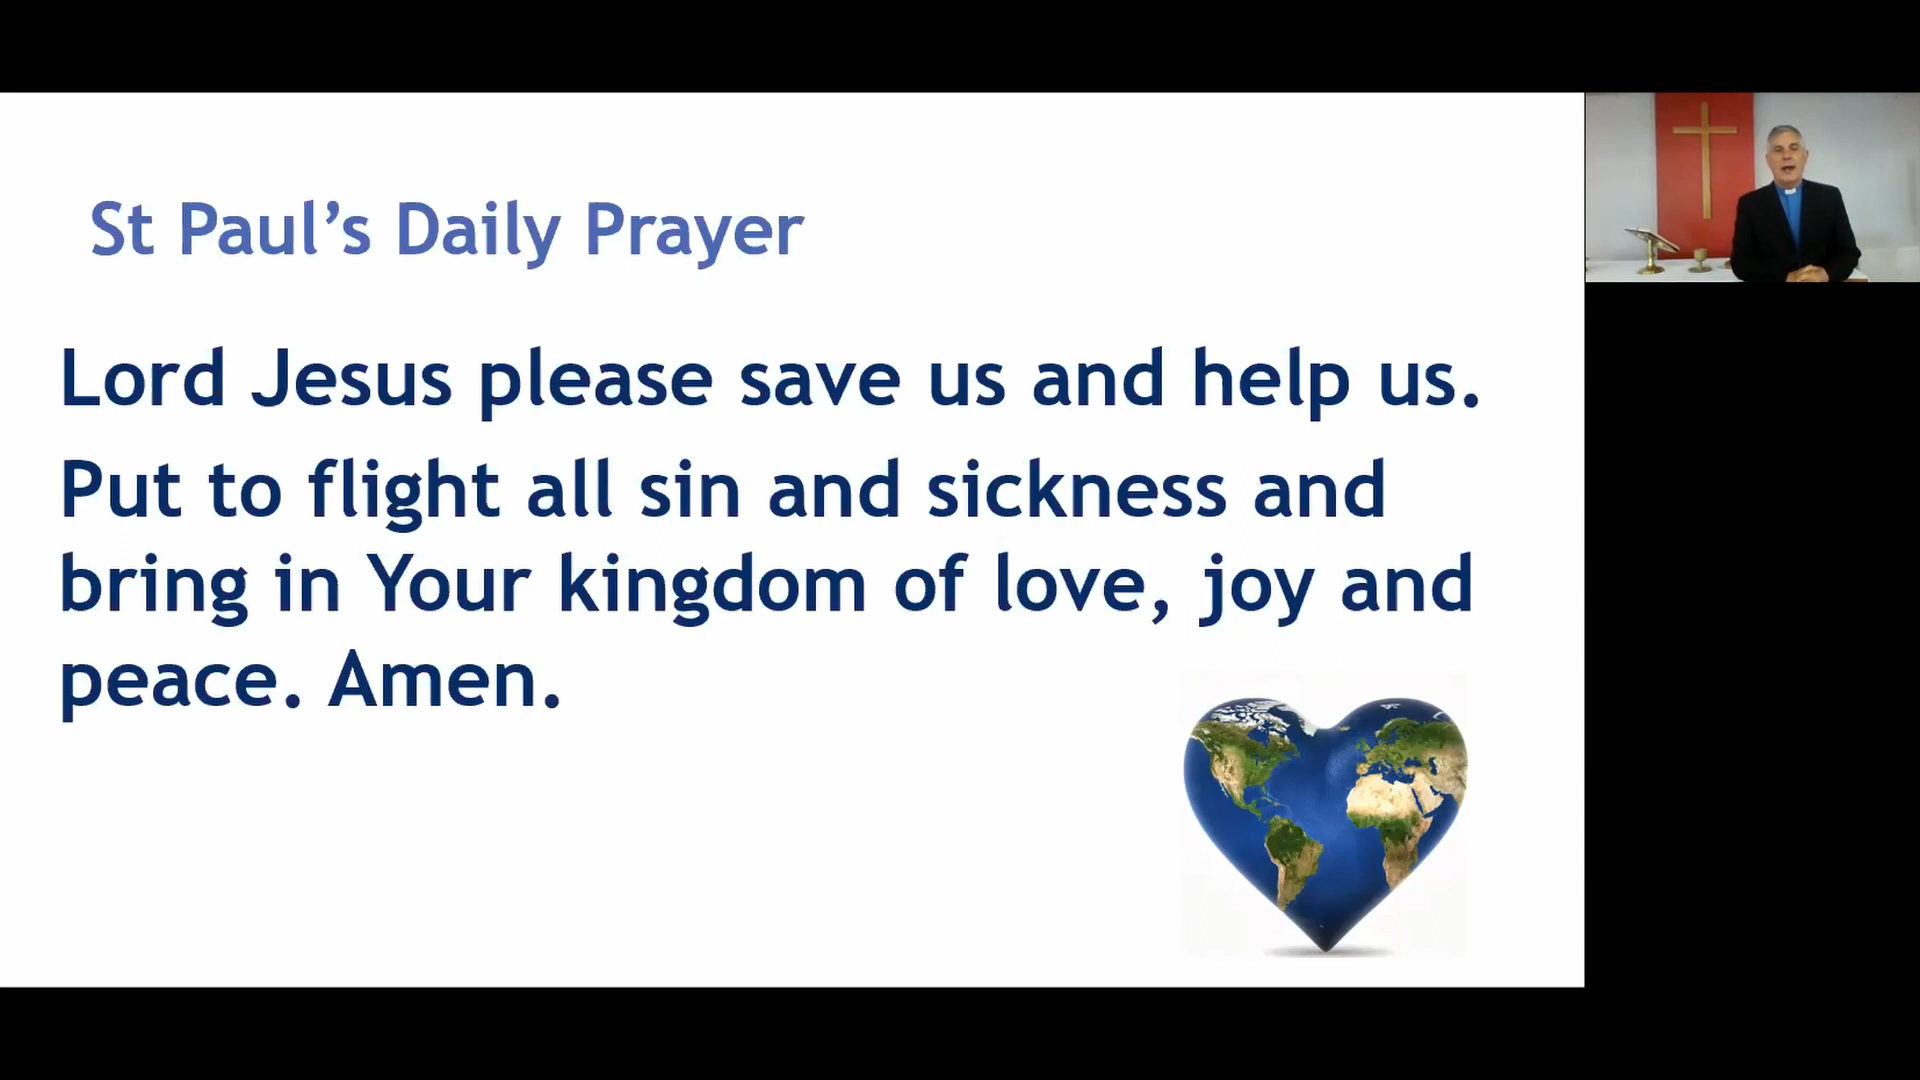 St Paul’s Daily Prayer
Lord Jesus please save us and help us.
Put to flight all sin and sickness and
bring in Your kingdom of love, joy and
peace. Amen.